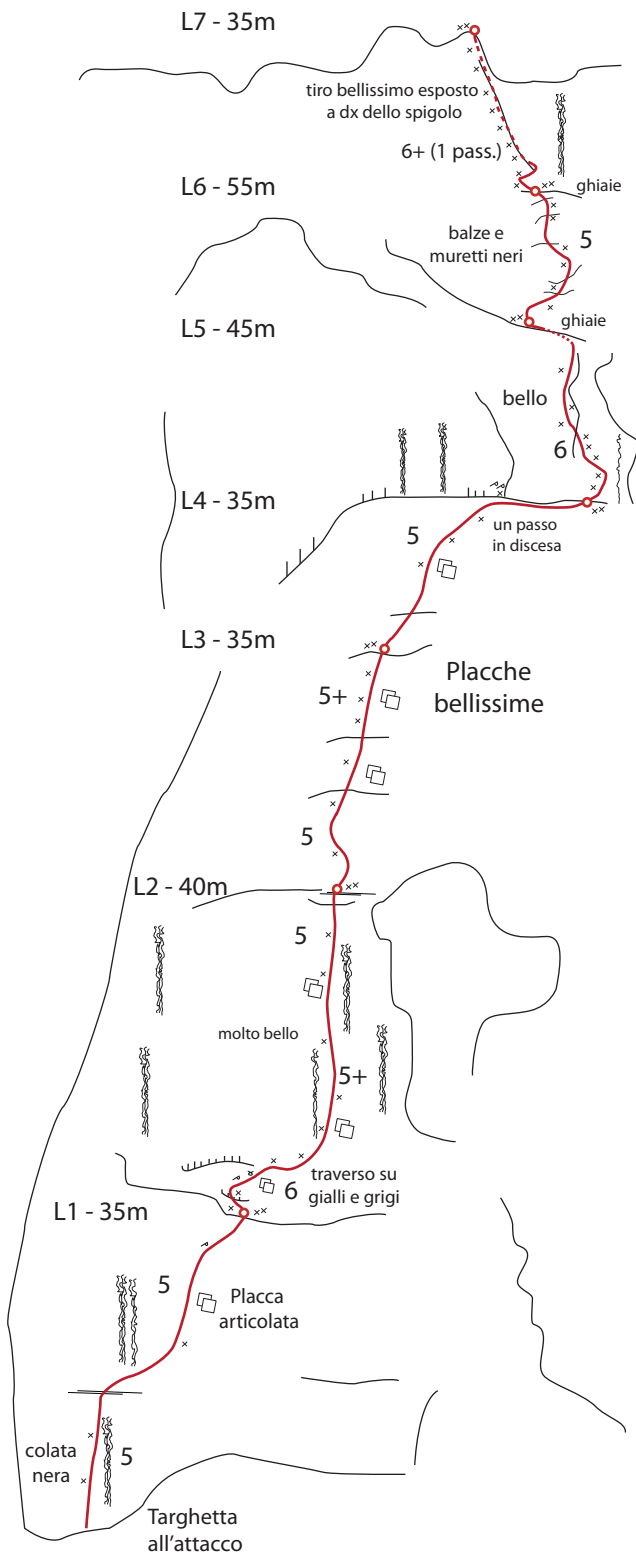 L7 - 35m
tiro bellissimo esposto
a dx dello spigolo
6+ (1 pass.)
L6 - 55m
ghiaie
balze e
muretti neri
5
L5 - 45m
ghiaie
bello
6
L4 - 35m
5
un passo
in discesa
L3 - 35m
Placche
bellissime
5+
5
L2 - 40m
5
molto bello
5+
6
traverso su
gialli e grigi
L1 - 35m
5
Placca
articolata
colata
nera
5
Targhetta
all'attacco